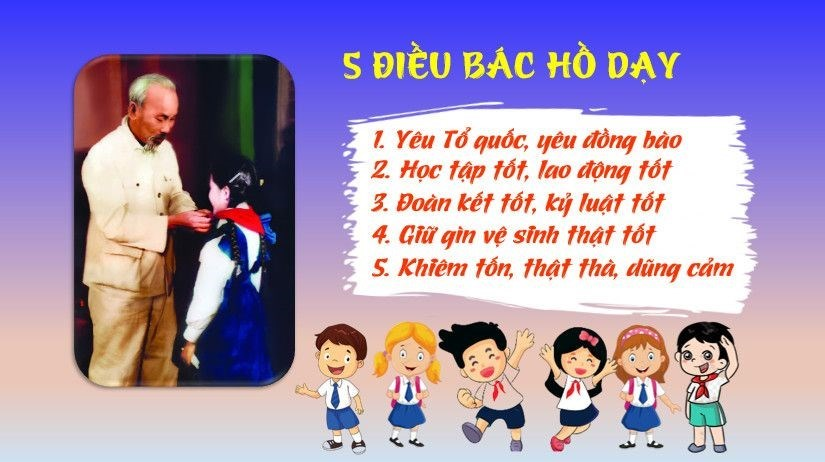 5 ĐIỀU BÁC HỒ DẠY
1. Yêu Tổ quốc, yêu đồng bào
2. Học tập tốt, lao động tốt
3. Đoàn kết tốt, kỷ luật tốt
4. Giữ gìn vệ sinh thật tốt
5. Khiêm tốn, thật thà, dũng cảm